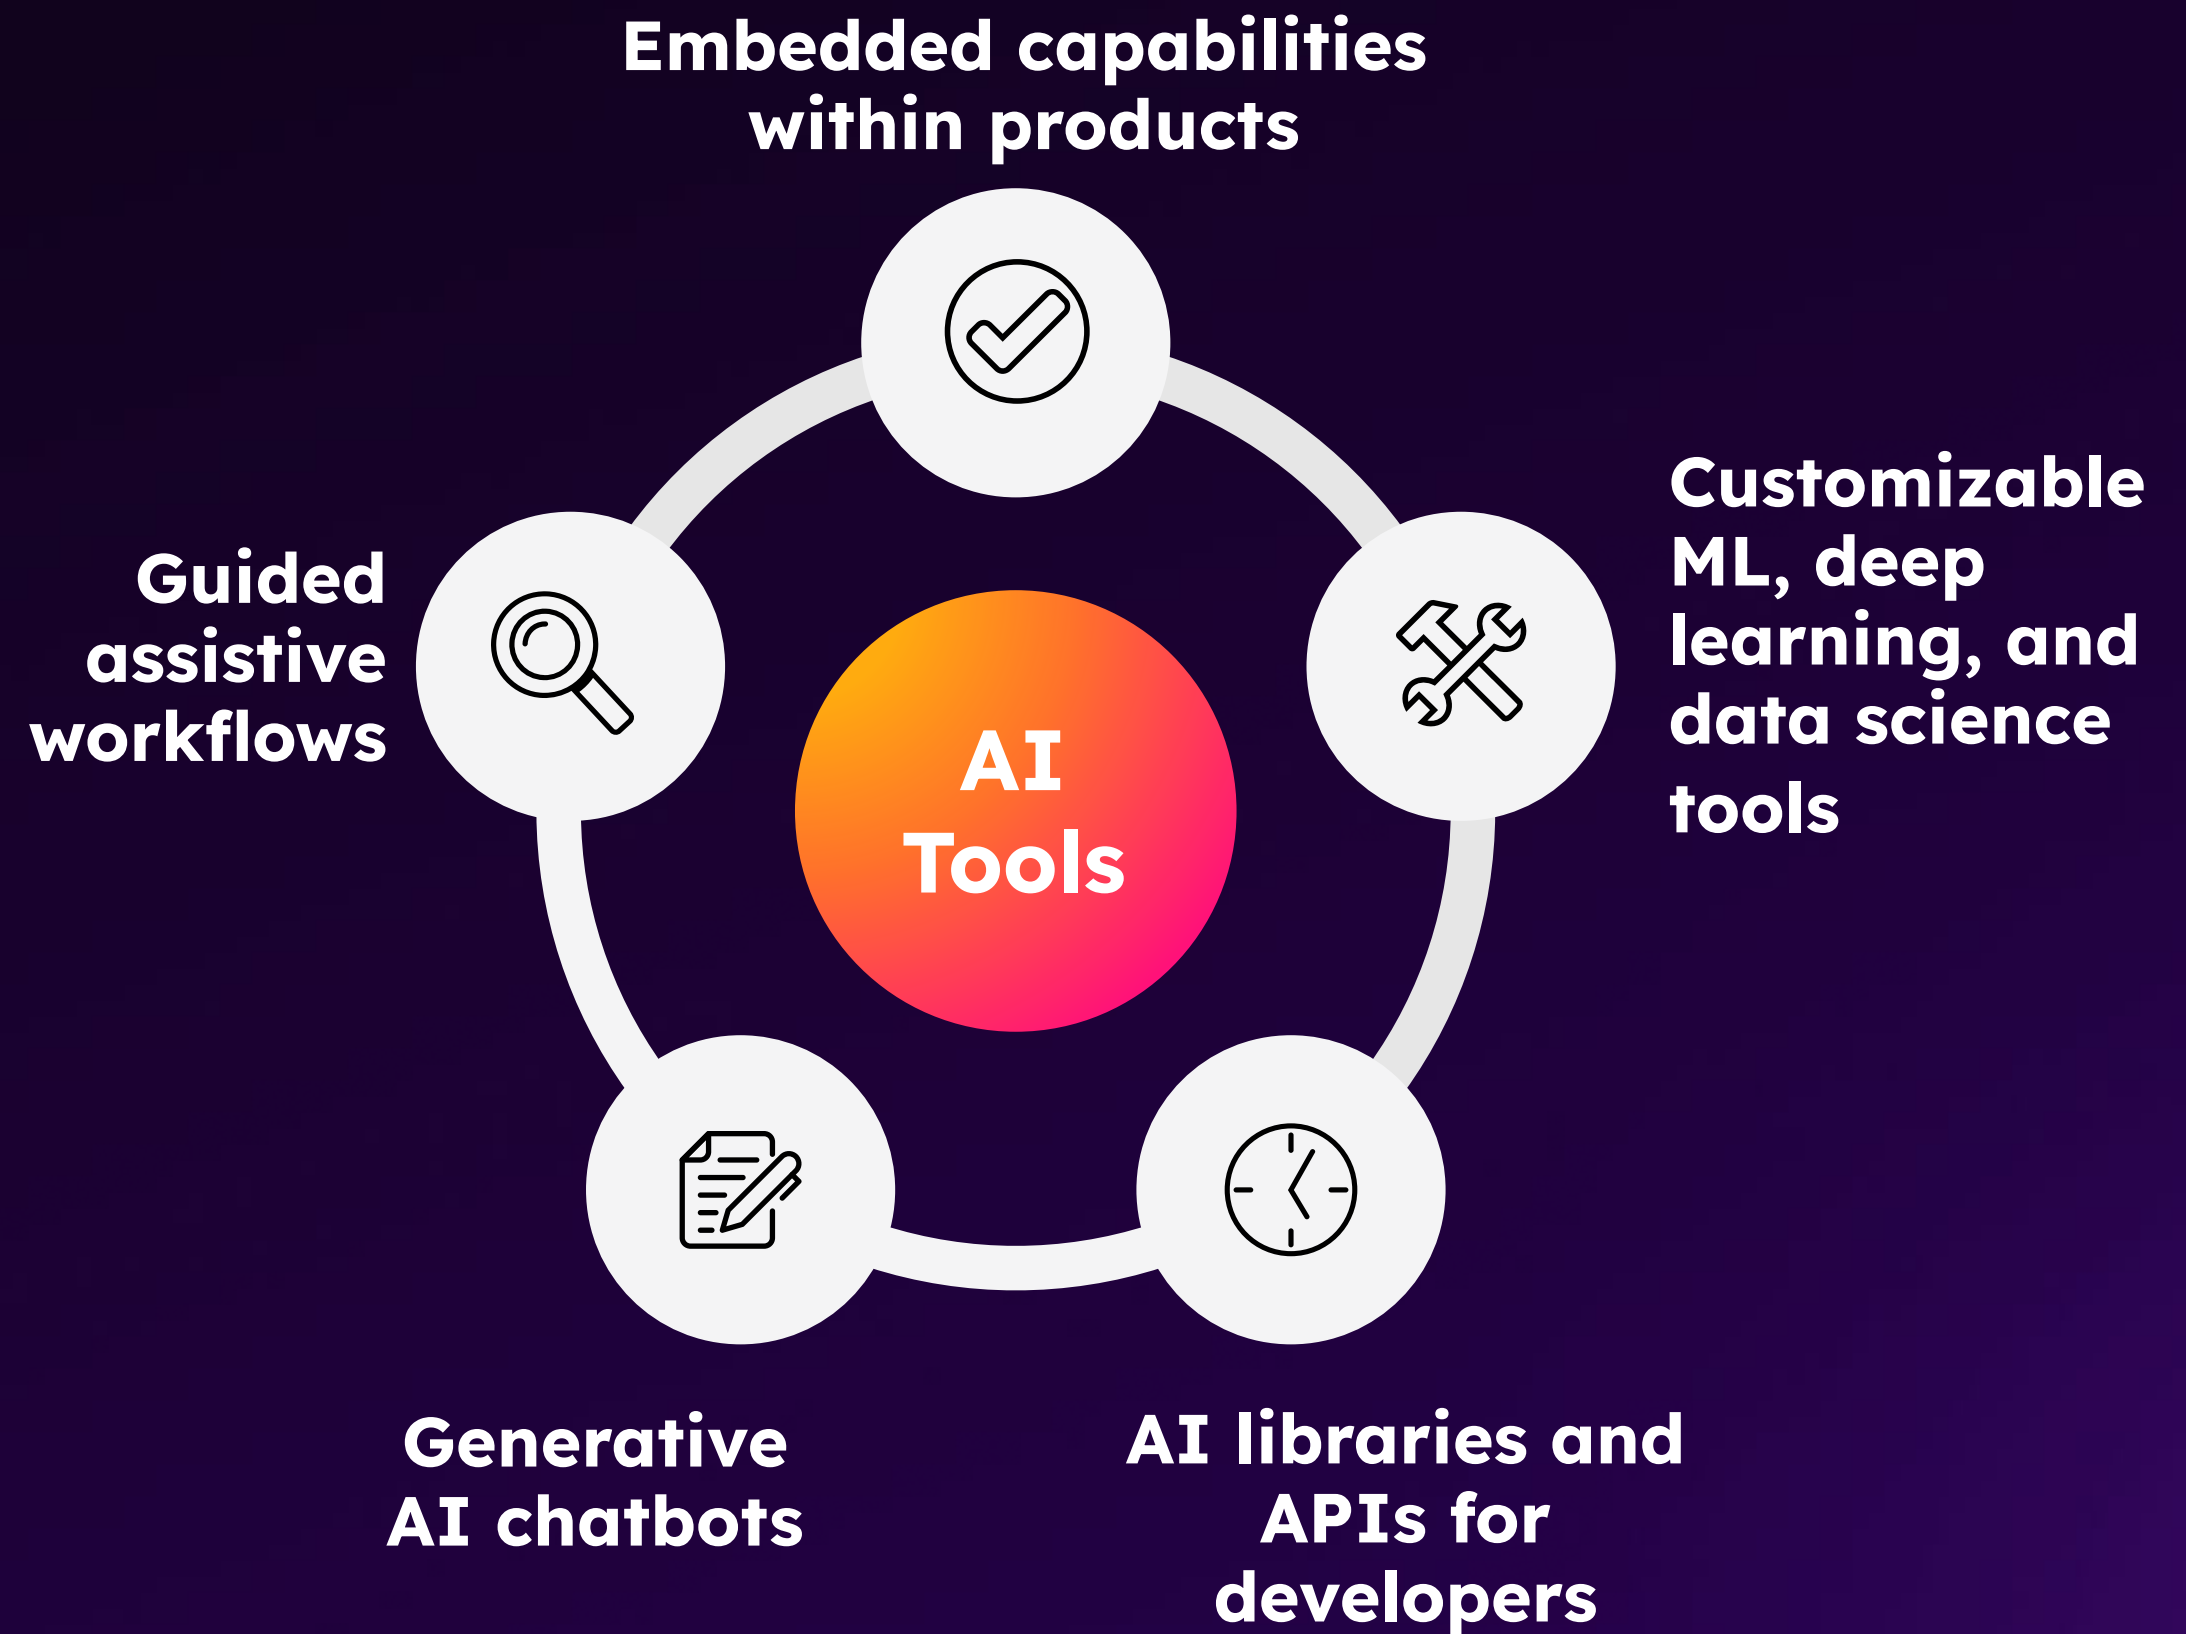 Embedded capabilities
within products
Customizable
ML, deep
learning, and
data science
tools
Guided
assistive
workflows
AI
Tools
Generative
AI chatbots
AI libraries and
APIs for
developers